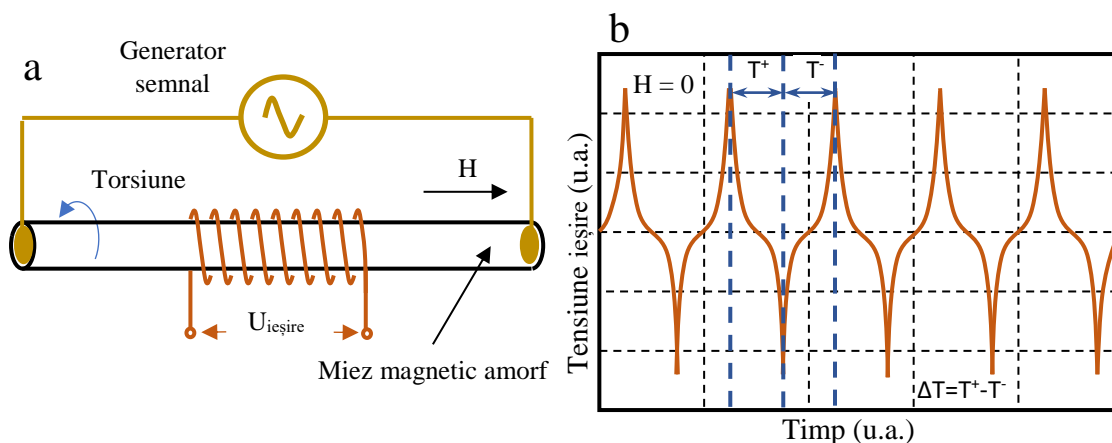 a
Generator
semnal
Torsiune
H
Uieșire
Miez magnetic amorf
b
H = 0
T⁺
T⁻
Tensiune ieșire (u.a.)
ΔT=T⁺-T⁻
Timp (u.a.)